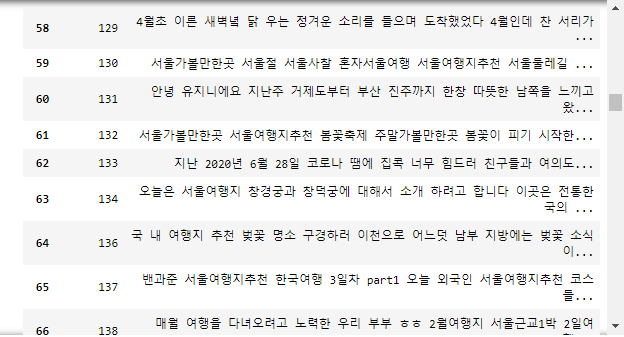 58 129 4월초 이른 새벽녘 닭 우는 정겨운 소리를 들으며 도착했었다 4월인데 찬 서리가
...
59 130 서울가볼만한곳 서울절 서울사찰 혼자서울여행 서울여행지추천 서울둘레길 ...
60 131 안녕 유지니에요 지난주 거제도부터 부산 진주까지 한창 따뜻한 남쪽을 느끼고
왔...
61 132 서울가볼만한곳 서울여행지추천 봄꽃축제 주말가볼만한곳 봄꽃이 피기 시작한...
62 133 지난 2020년 6월 28일 코로나 땜에 집콕 너무 힘드러 친구들과 여의도...
63 134 오늘은 서울여행지 창경궁과 창덕궁에 대해서 소개 하려고 합니다 이곳은 전통한
국의 ...
64 136 국 내 여행지 추천 벚꽃 명소 구경하러 이천으로 어느덧 남부 지방에는 벚꽃 소식
이...
65 137 밴과준 서울여행지추천 한국여행 3일차 part1 오늘 외국인 서울여행지추천 코스
들...
66 138 매월 여행을 다녀오려고 노력한 우리 부부 ㅎㅎ 2월여행지 서울근교1박 2일여